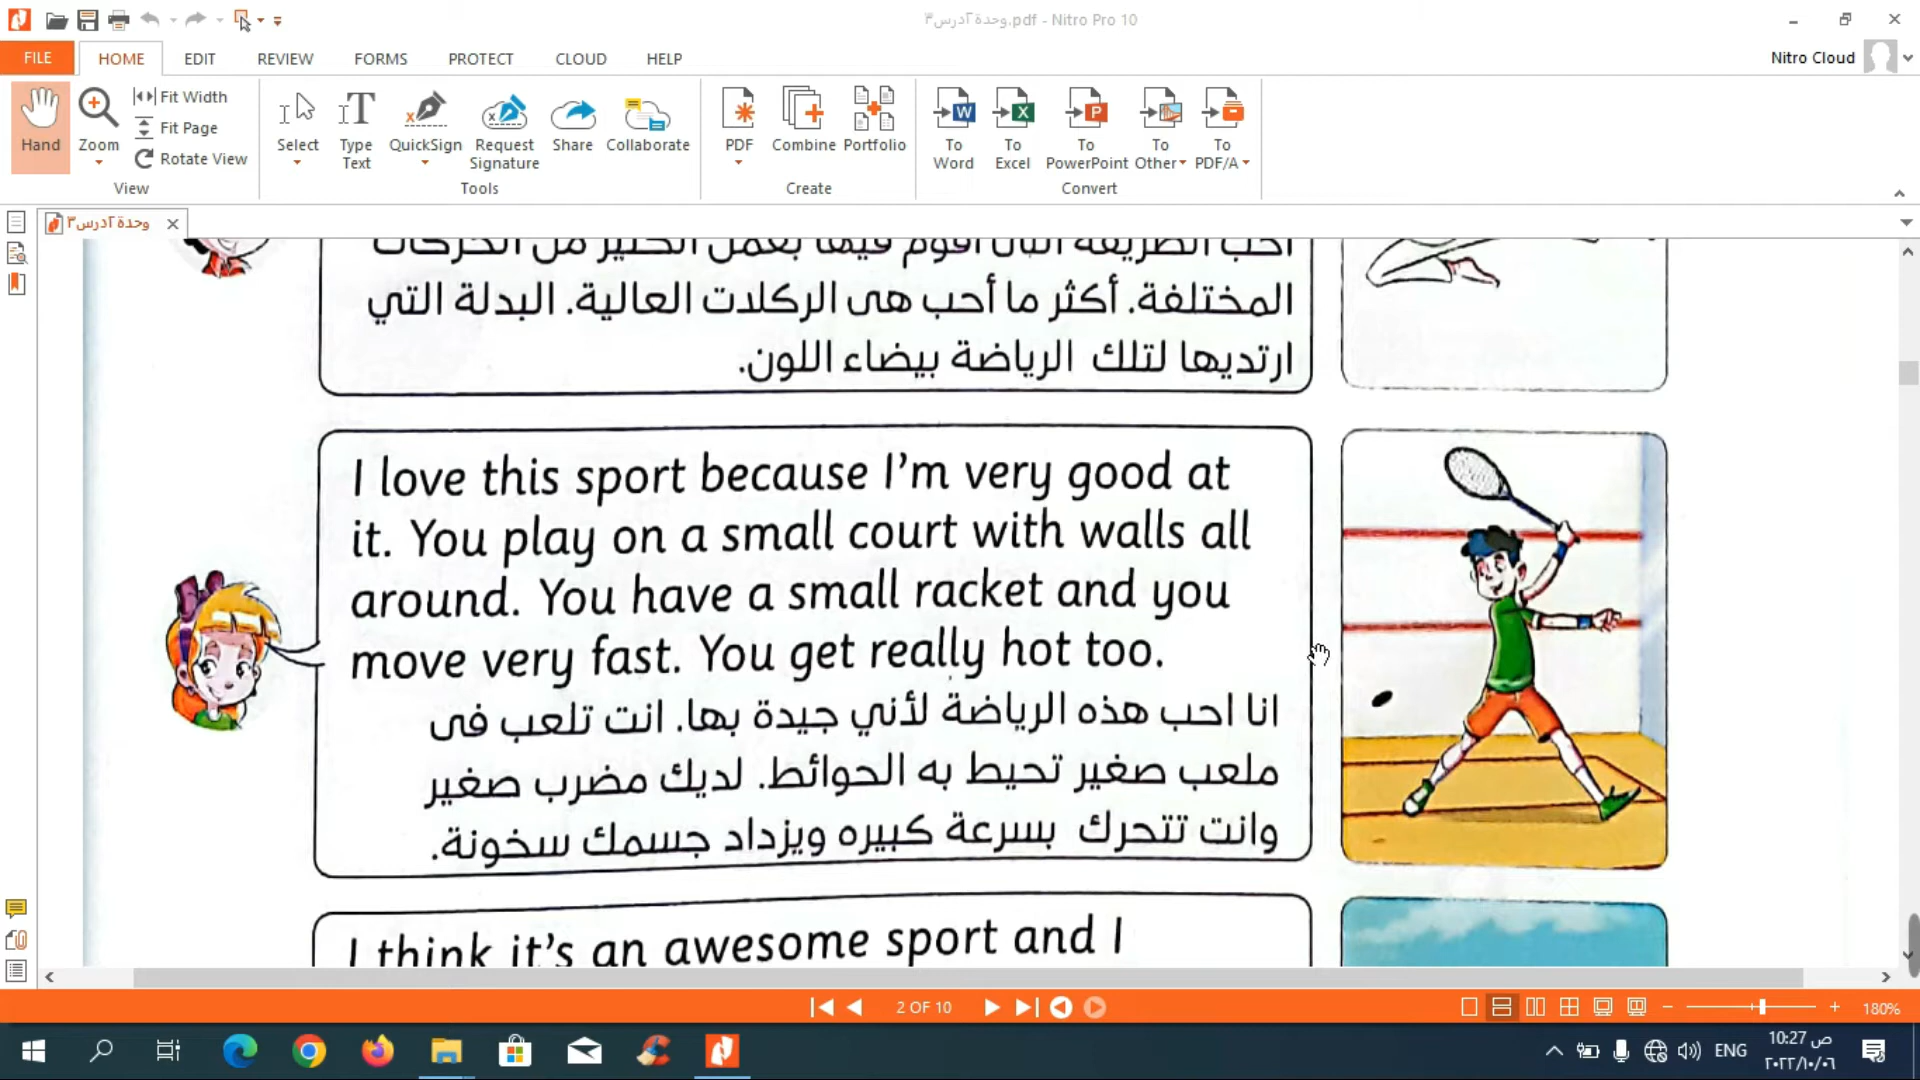 وحدة٢درس٣.pdf - Nitro Pro 10
FILE
HOME
EDIT
REVIEW
FORMS
PROTECT
CLOUD
HELP
Nitro Cloud
Hand
Zoom
Fit Width
Fit Page
Rotate View
View
Select
Type Text
QuickSign
Request Signature
Share
Collaborate
Tools
PDF
Combine
Portfolio
Create
To Word
To Excel
To PowerPoint
To Other
To PDF/A
Convert
وحدة٢درس٣
المختلفة. أكثر ما أحب هى الركلات العالية. البدلة التي
ارتديها لتلك الرياضة بيضاء اللون.
I love this sport because I'm very good at
it. You play on a small court with walls all
around. You have a small racket and you
move very fast. You get really hot too.
انا احب هذه الرياضة لأني جيدة بها. انت تلعب فى
ملعب صغير تحيط به الحوائط. لديك مضرب صغير
وانت تتحرك بسرعة كبيره ويزداد جسمك سخونة.
I think it's an awesome sport and I
2 OF 10
180%
ENG
10:27 ص
٢٠٢٢/١٠/٠٦